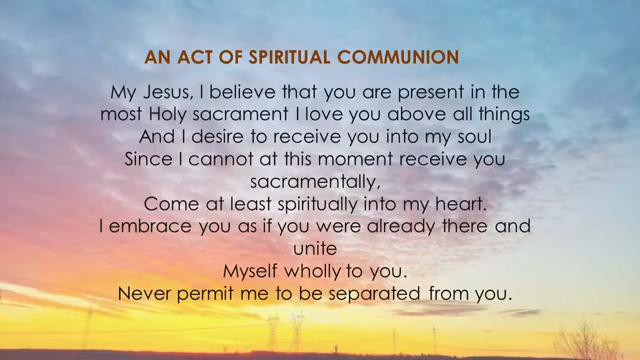 AN ACT OF SPIRITUAL COMMUNION
My Jesus, I believe that you are present in the
most Holy sacrament I love you above all things
And I desire to receive you into my soul
Since I cannot at this moment receive you
sacramentally,
Come at least spiritually into my heart.
I embrace you as if you were already there and
unite
Myself wholly to you.
Never permit me to be separated from you.